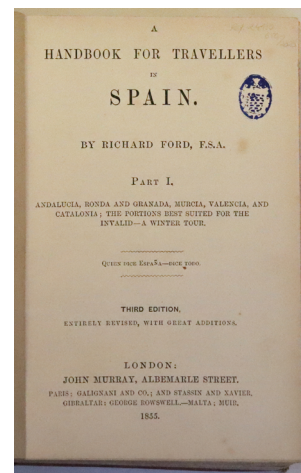 A
HANDBOOK FOR TRAVELLERS
IN
SPAIN.
BY RICHARD FORD, F.S.A.
PART I.
ANDALUCIA, RONDA AND GRANADA, MURCIA, VALENCIA, AND
CATALONIA; THE PORTIONS BEST SUITED FOR THE
INVALID—A WINTER TOUR.
QUIEN DICE ESPAÑA—DICE TODO.
THIRD EDITION,
ENTIRELY REVISED, WITH GREAT ADDITIONS.
LONDON:
JOHN MURRAY, ALBEMARLE STREET.
PARIS: GALIGNANI AND CO.; AND STASSIN AND XAVIER.
GIBRALTAR: GEORGE ROWSWELL.—MALTA: MUIR.
1855.